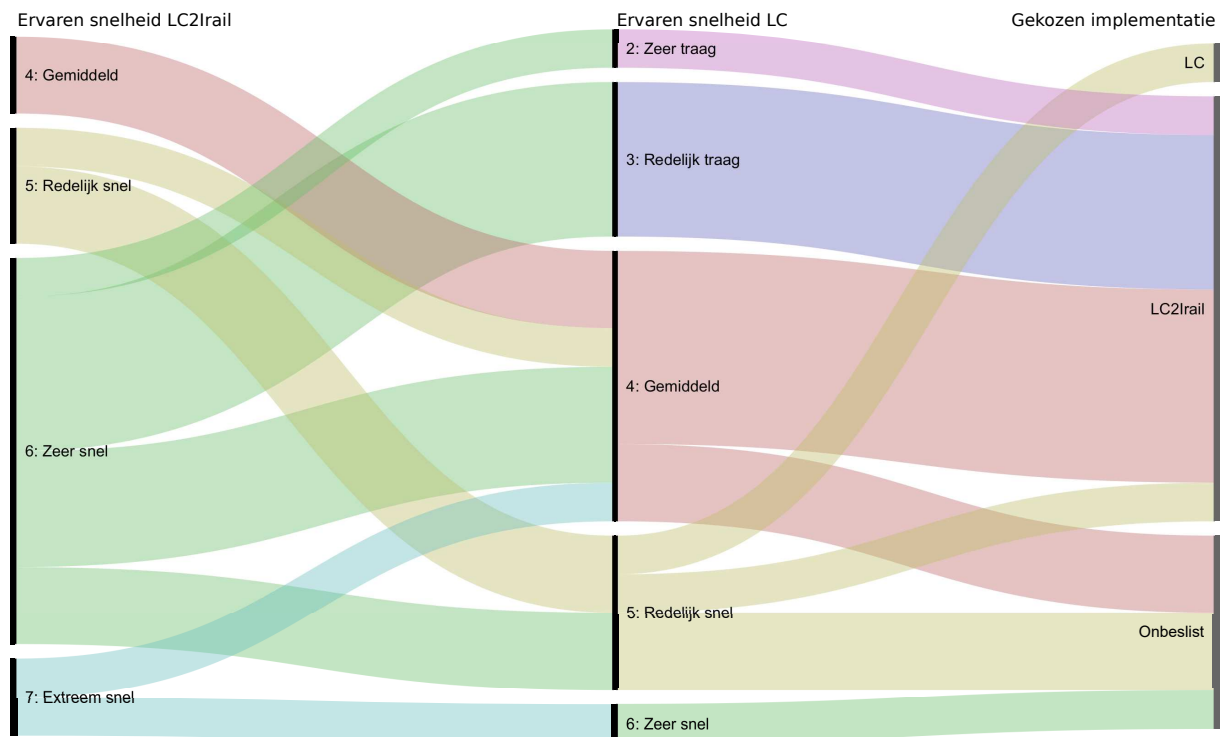 Ervaren snelheid LC2Irail
Ervaren snelheid LC
Gekozen implementatie
4: Gemiddeld
5: Redelijk snel
6: Zeer snel
7: Extreem snel
2: Zeer traag
3: Redelijk traag
4: Gemiddeld
5: Redelijk snel
6: Zeer snel
LC
LC2Irail
Onbeslist